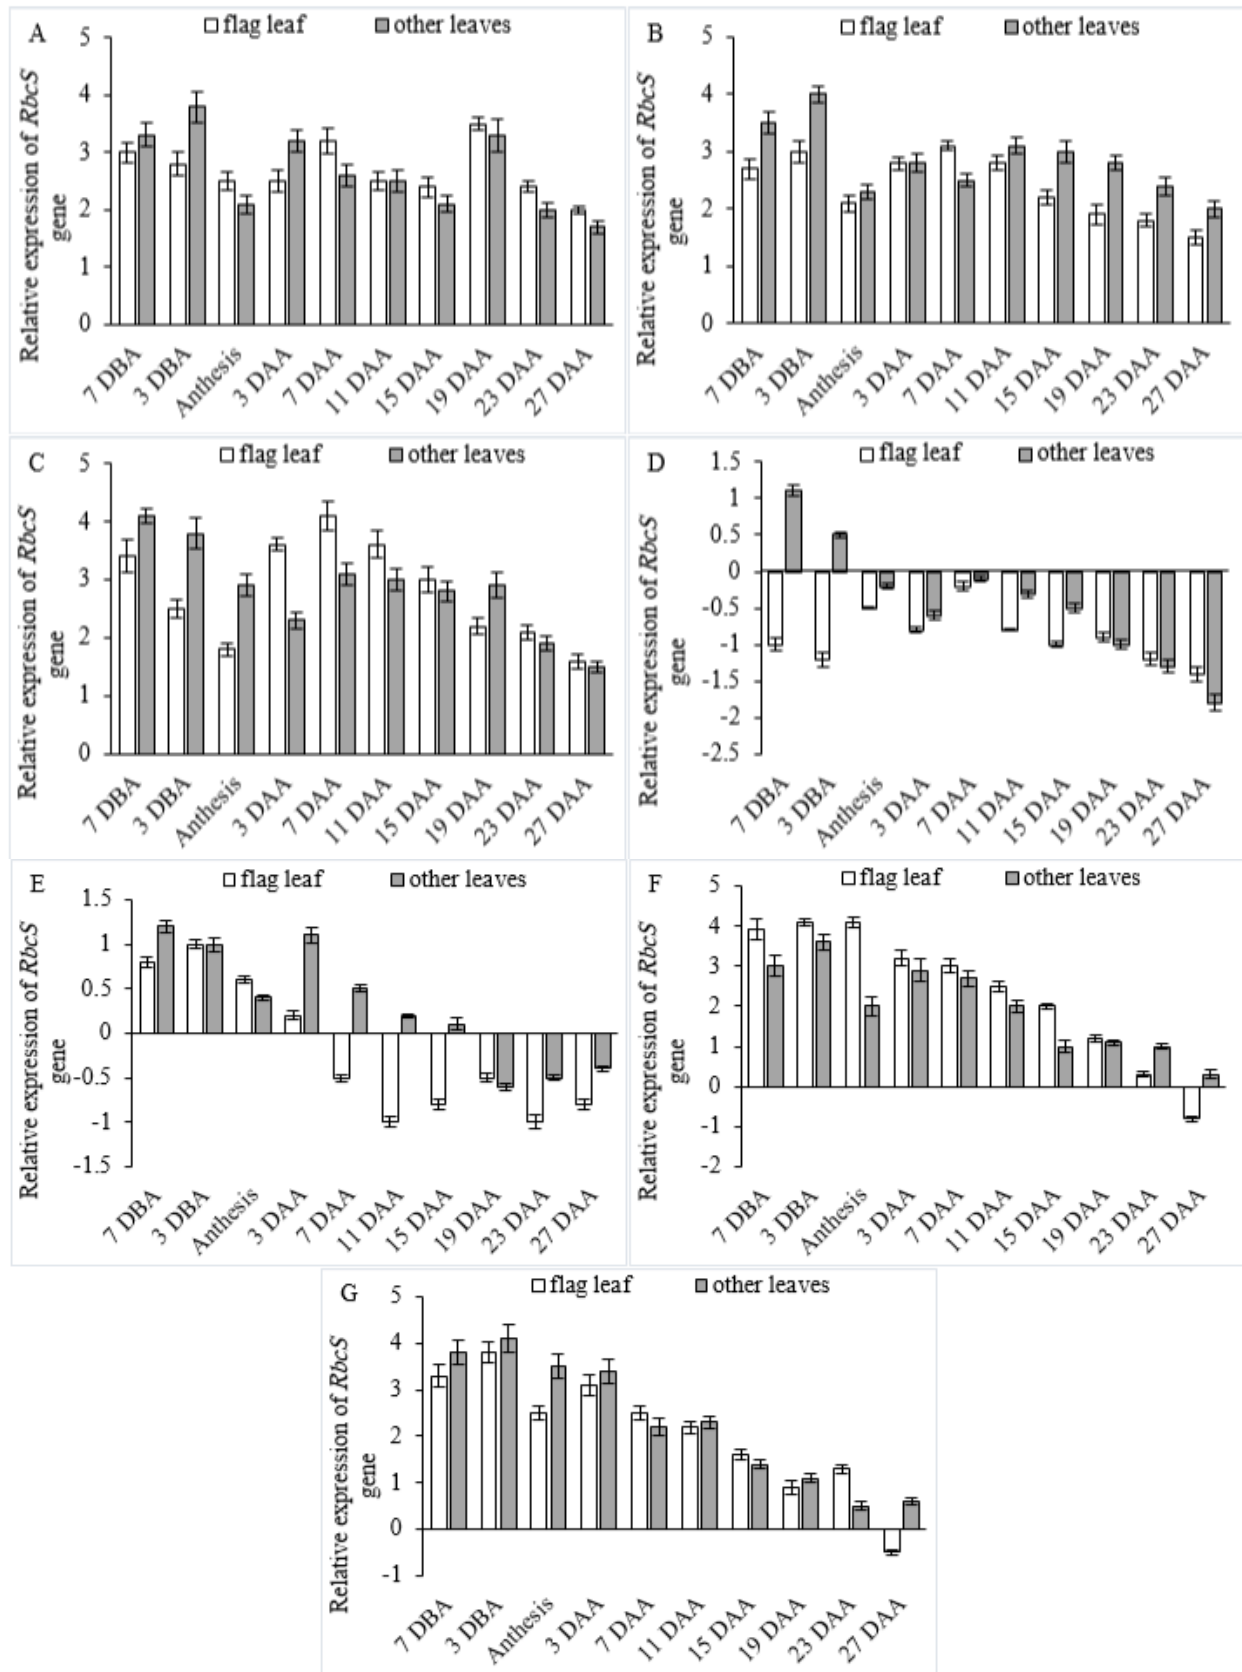 A
flag leaf
other leaves
Relative expression of RbcS
gene
5
4
3
2
1
0
7 DBA
3 DBA
Anthesis
3 DAA
7 DAA
11 DAA
15 DAA
19 DAA
23 DAA
27 DAA
B
flag leaf
other leaves
Relative expression of RbcS
gene
5
4
3
2
1
0
7 DBA
3 DBA
Anthesis
3 DAA
7 DAA
11 DAA
15 DAA
19 DAA
23 DAA
27 DAA
C
flag leaf
other leaves
Relative expression of RbcS
gene
5
4
3
2
1
0
7 DBA
3 DBA
Anthesis
3 DAA
7 DAA
11 DAA
15 DAA
19 DAA
23 DAA
27 DAA
D
flag leaf
other leaves
Relative expression of RbcS
gene
1.5
1
0.5
0
-0.5
-1
-1.5
-2
-2.5
7 DBA
3 DBA
Anthesis
3 DAA
7 DAA
11 DAA
15 DAA
19 DAA
23 DAA
27 DAA
E
flag leaf
other leaves
Relative expression of RbcS
gene
1.5
1
0.5
0
-0.5
-1
-1.5
7 DBA
3 DBA
Anthesis
3 DAA
7 DAA
11 DAA
15 DAA
19 DAA
23 DAA
27 DAA
F
flag leaf
other leaves
Relative expression of RbcS
gene
5
4
3
2
1
0
-1
-2
7 DBA
3 DBA
Anthesis
3 DAA
7 DAA
11 DAA
15 DAA
19 DAA
23 DAA
27 DAA
G
flag leaf
other leaves
Relative expression of RbcS
gene
5
4
3
2
1
0
-1
7 DBA
3 DBA
Anthesis
3 DAA
7 DAA
11 DAA
15 DAA
19 DAA
23 DAA
27 DAA